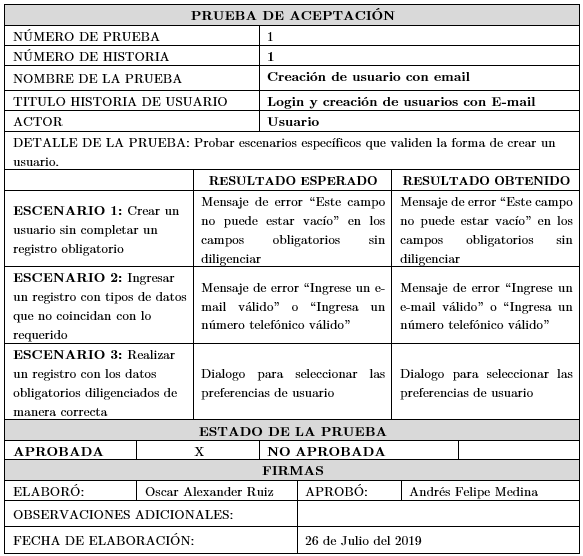 PRUEBA DE ACEPTACIÓN
NÚMERO DE PRUEBA 1
NÚMERO DE HISTORIA 1
NOMBRE DE LA PRUEBA Creación de usuario con email
TITULO HISTORIA DE USUARIO Login y creación de usuarios con E-mail
ACTOR Usuario
DETALLE DE LA PRUEBA: Probar escenarios específicos que validen la forma de crear un
usuario.
RESULTADO ESPERADO RESULTADO OBTENIDO
ESCENARIO 1: Crear un
usuario sin completar un
registro obligatorio
Mensaje de error “Este campo
no puede estar vacío” en los
campos obligatorios sin
diligenciar
Mensaje de error “Este campo
no puede estar vacío” en los
campos obligatorios sin
diligenciar
ESCENARIO 2: Ingresar
un registro con tipos de datos
que no coincidan con lo
requerido
Mensaje de error “Ingrese un e-
mail válido” o “Ingresa un
número telefónico válido”
Mensaje de error “Ingrese un
e-mail válido” o “Ingresa un
número telefónico válido”
ESCENARIO 3: Realizar
un registro con los datos
obligatorios diligenciados de
manera correcta
Dialogo para seleccionar las
preferencias de usuario
Dialogo para seleccionar las
preferencias de usuario
ESTADO DE LA PRUEBA
APROBADA X NO APROBADA
FIRMAS
ELABORÓ: Oscar Alexander Ruiz APROBÓ: Andrés Felipe Medina
OBSERVACIONES ADICIONALES:
FECHA DE ELABORACIÓN: 26 de Julio del 2019